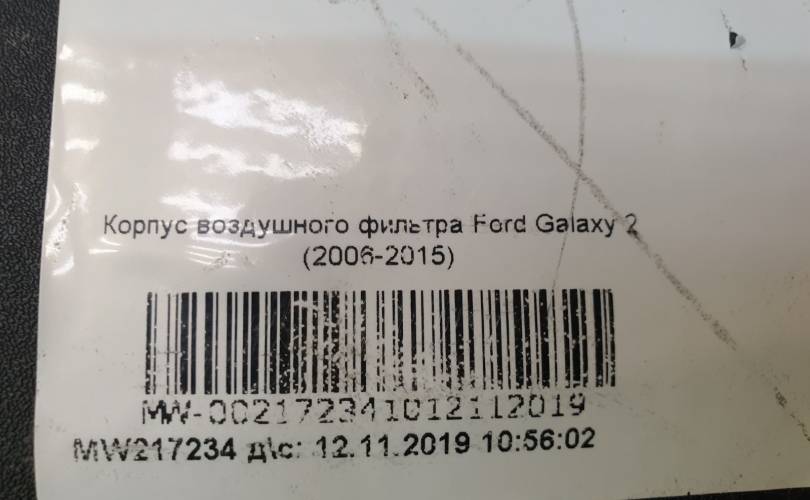 Корпус воздушного фильтра Ford Galaxy 2
(2006-2015)
MW-002172341012112019
MW217234 д\с: 12.11.2019 10:56:02